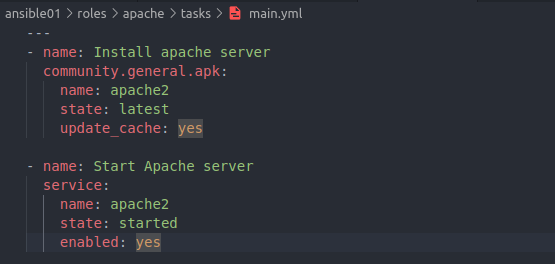 ansible01 > roles > apache > tasks > main.yml
---
- name: Install apache server
  community.general.apk:
    name: apache2
    state: latest
    update_cache: yes

- name: Start Apache server
  service:
    name: apache2
    state: started
    enabled: yes